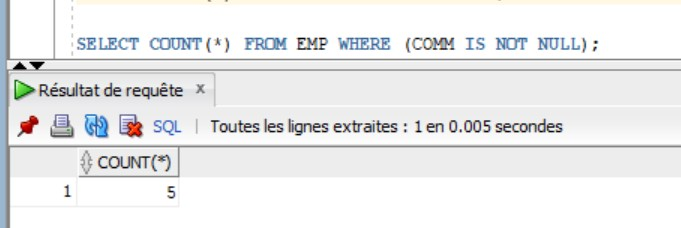 SELECT COUNT(*) FROM EMP WHERE (COMM IS NOT NULL);
Résultat de requête x
SQL | Toutes les lignes extraites : 1 en 0.005 secondes
COUNT(*)
1 5